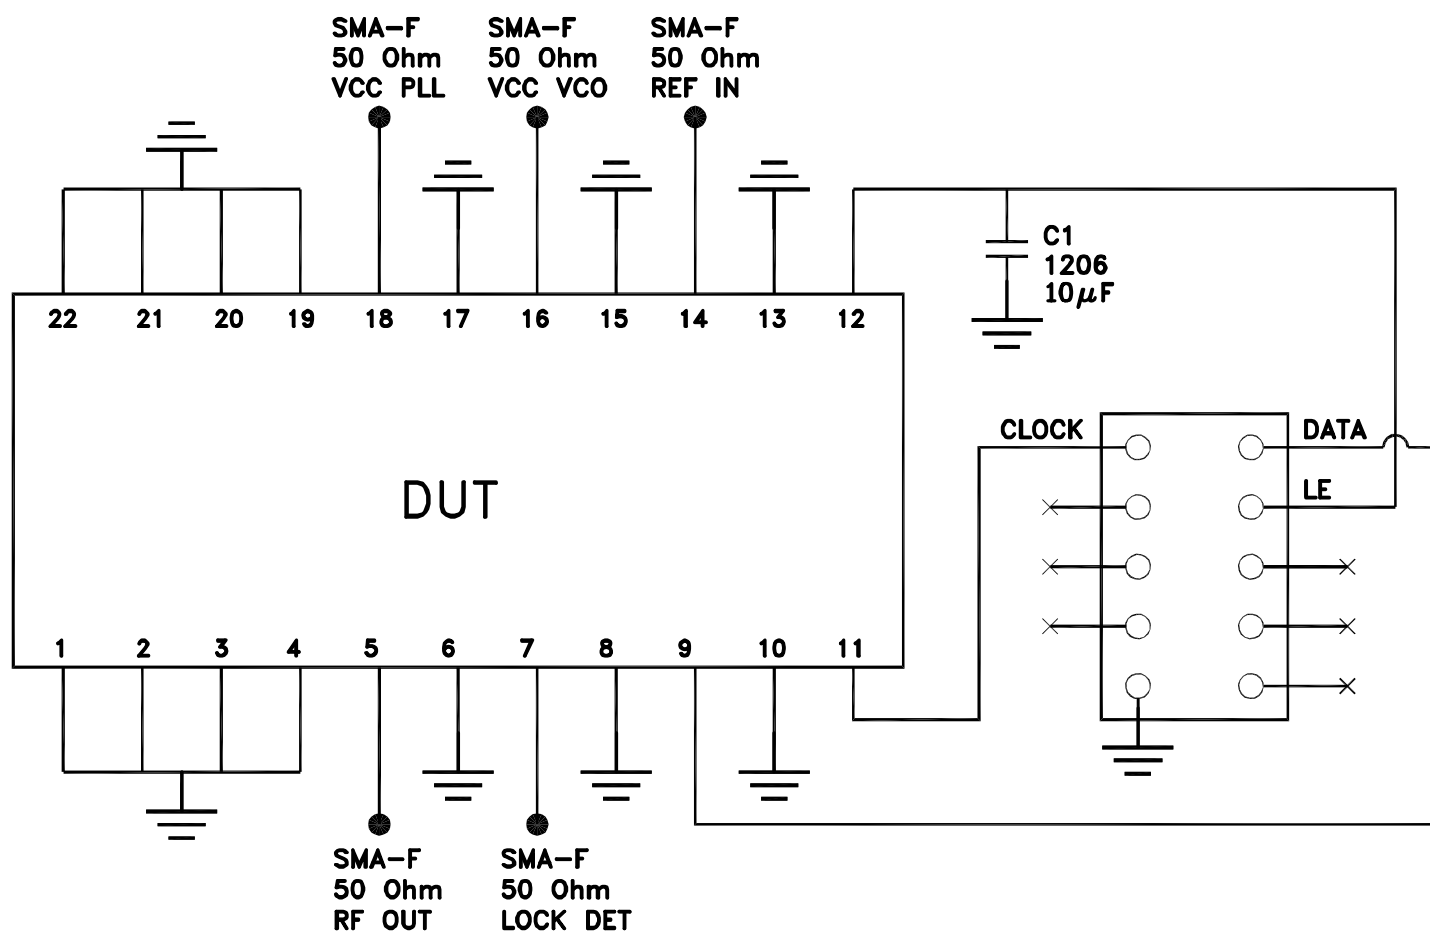 SMA-F
50 Ohm
VCC PLL
SMA-F
50 Ohm
VCC VCO
SMA-F
50 Ohm
REF IN
C1
1206
10μF
22 21 20 19 18 17 16 15 14 13 12
CLOCK
DATA
LE
DUT
1 2 3 4 5 6 7 8 9 10 11
SMA-F
50 Ohm
RF OUT
SMA-F
50 Ohm
LOCK DET